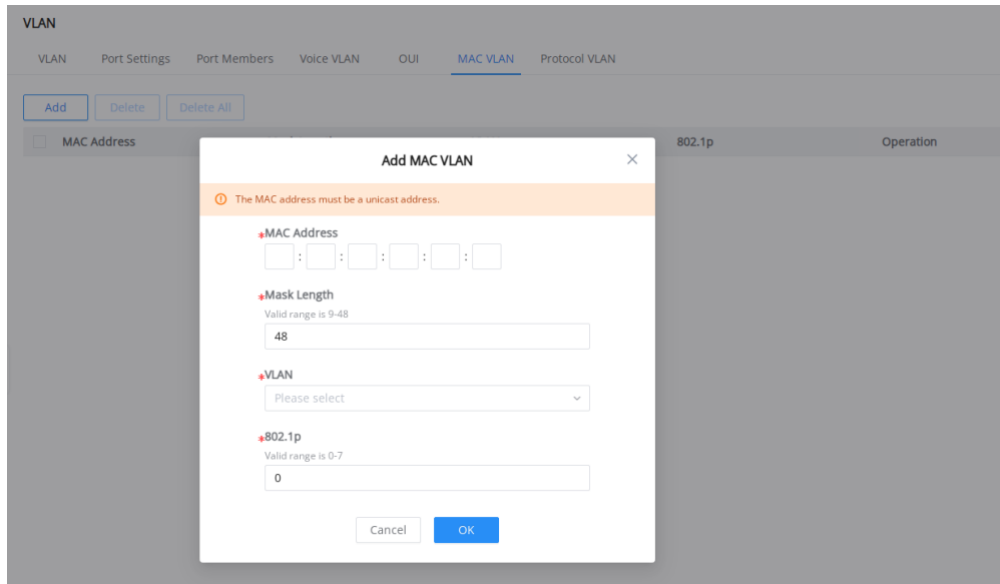 VLAN
VLAN Port Settings Port Members Voice VLAN OUI MAC VLAN Protocol VLAN
Add Delete Delete All
MAC Address 802.1p Operation
Add MAC VLAN
The MAC address must be a unicast address.
*MAC Address
: : : : :
*Mask Length
Valid range is 9-48
48
*VLAN
Please select
*802.1p
Valid range is 0-7
0
Cancel OK